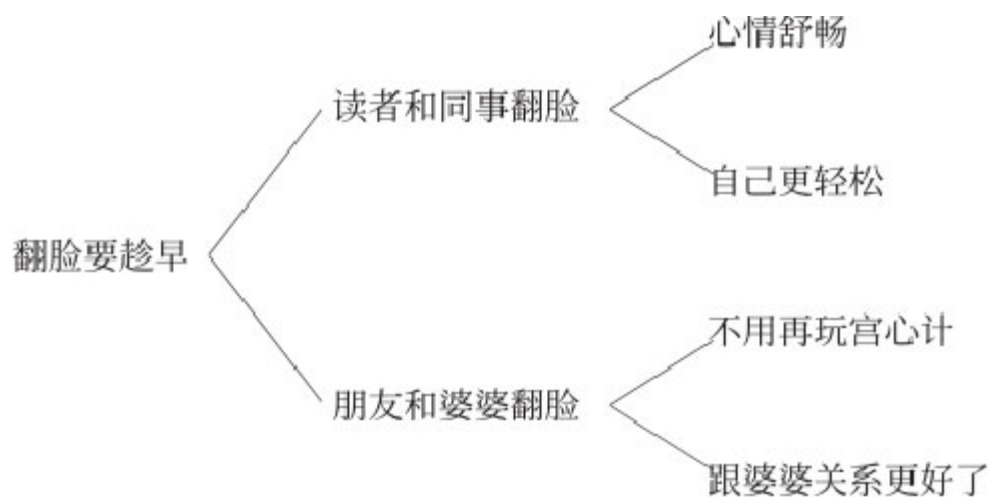 翻脸要趁早
读者和同事翻脸
心情舒畅
自己更轻松
朋友和婆婆翻脸
不用再玩宫心计
跟婆婆关系更好了